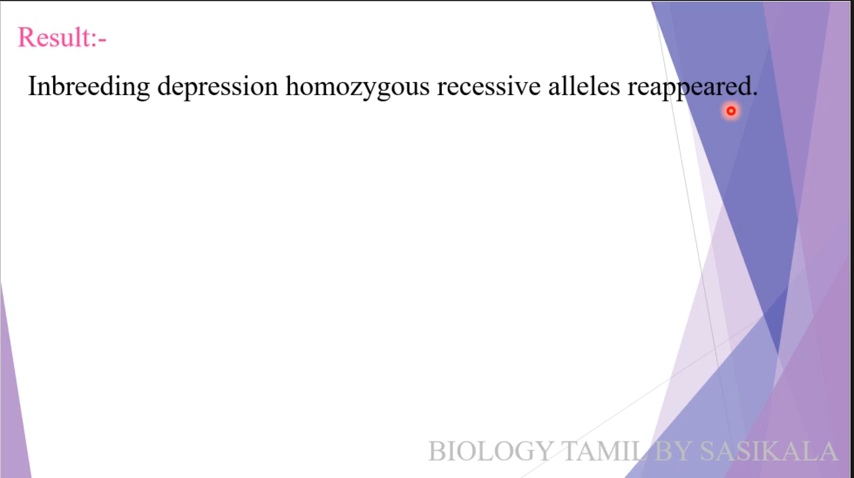 Result:-
Inbreeding depression homozygous recessive alleles reappeared.
BIOLOGY TAMIL BY SASIKALA